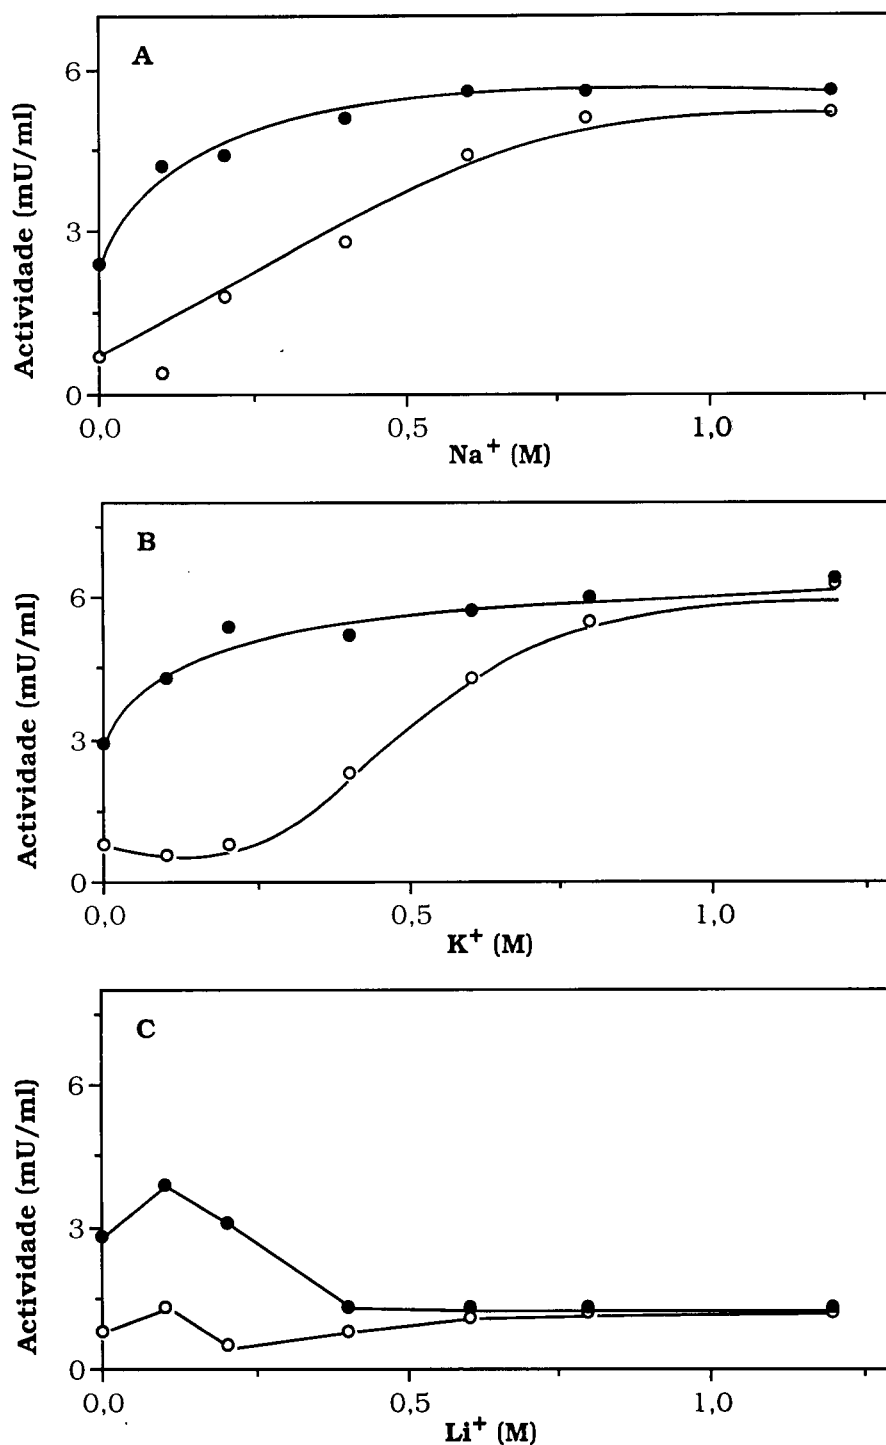 A
Actividade (mU/ml)
6
3
0
0,0
0,5
1,0
Na⁺ (M)
B
Actividade (mU/ml)
6
3
0
0,0
0,5
1,0
K⁺ (M)
C
Actividade (mU/ml)
6
3
0
0,0
0,5
1,0
Li⁺ (M)